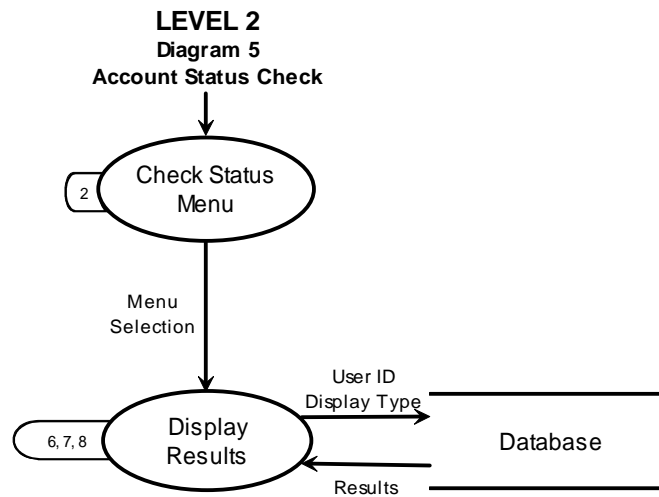 LEVEL 2
Diagram 5
Account Status Check
Check Status
Menu
2
Menu
Selection
User ID
Display Type
Display
Results
6, 7, 8
Database
Results